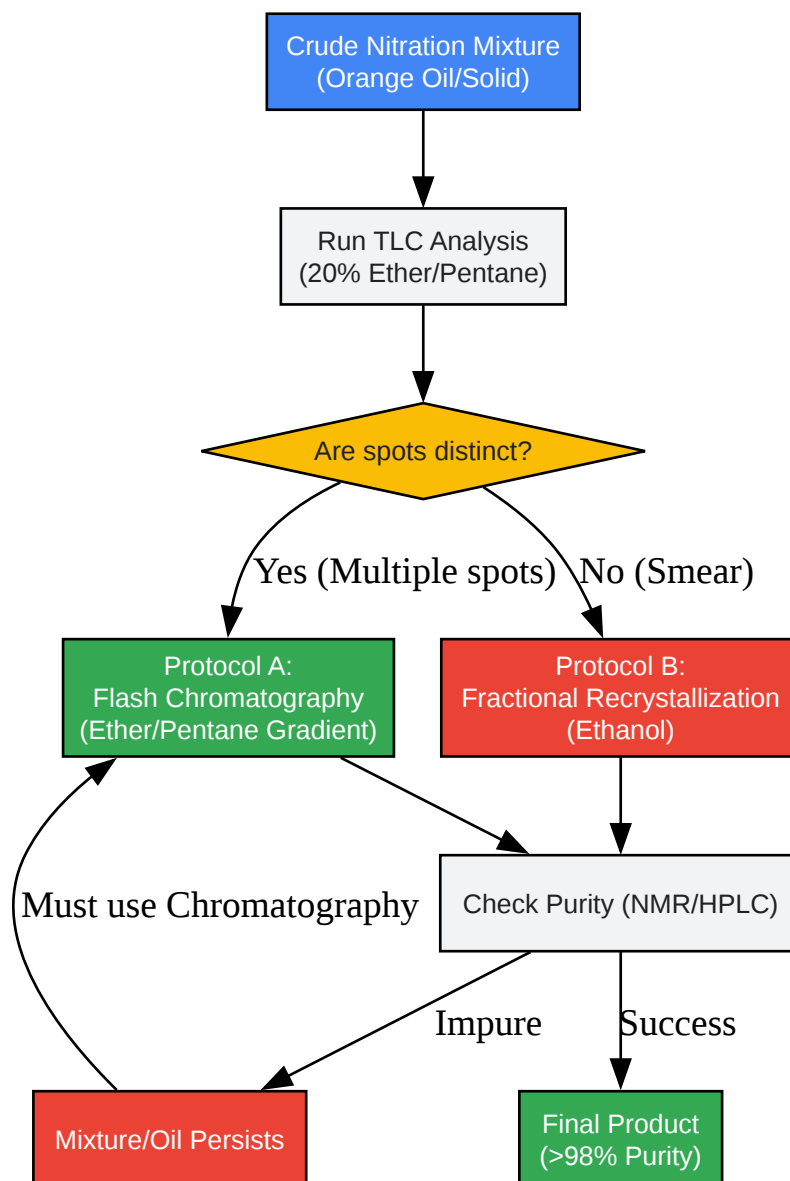 Crude Nitration Mixture
(Orange Oil/Solid)
Run TLC Analysis
(20% Ether/Pentane)
Are spots distinct?
Yes (Multiple spots)
No (Smear)
Protocol A:
Flash Chromatography
(Ether/Pentane Gradient)
Protocol B:
Fractional Recrystallization
(Ethanol)
Must use Chromatography
Check Purity (NMR/HPLC)
Impure
Success
Mixture/Oil Persists
Final Product
(>98% Purity)